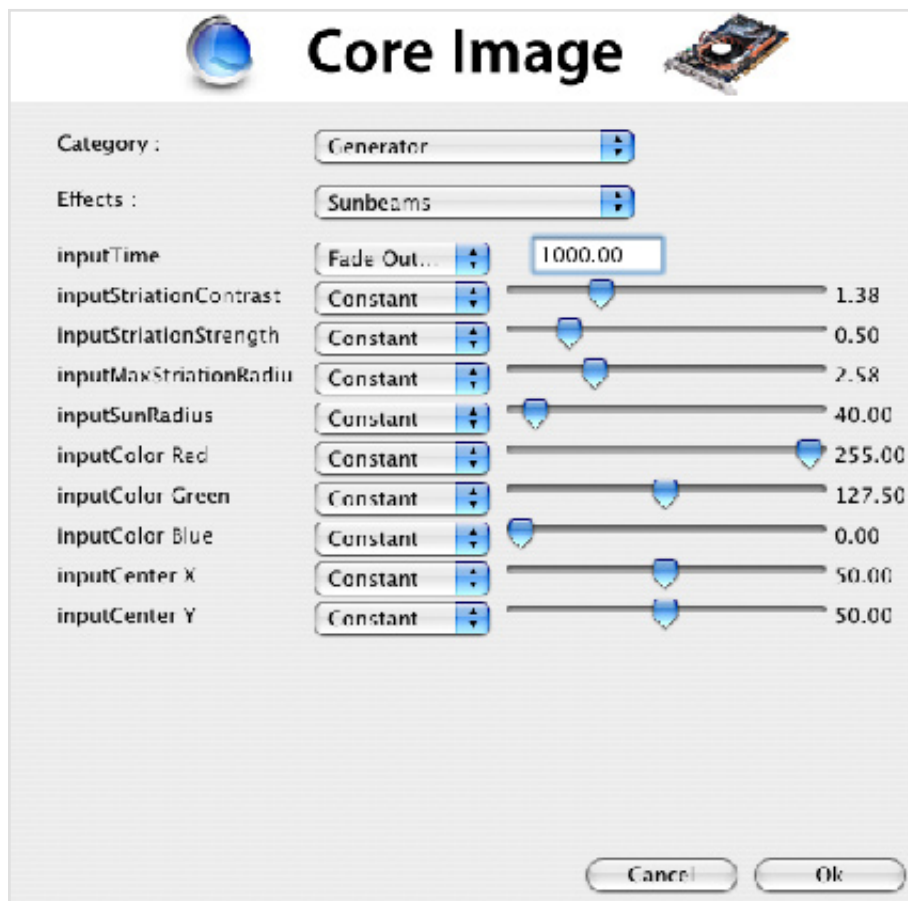 Core Image
Category :
Generator
Effects :
Sunbeams
inputTime Fade Out... 1000.00
inputStriationContrast Constant 1.38
inputStriationStrength Constant 0.50
inputMaxStriationRadiu Constant 2.58
inputSunRadius Constant 40.00
inputColor Red Constant 255.00
inputColor Green Constant 127.50
inputColor Blue Constant 0.00
inputCenter X Constant 50.00
inputCenter Y Constant 50.00
Cancel Ok